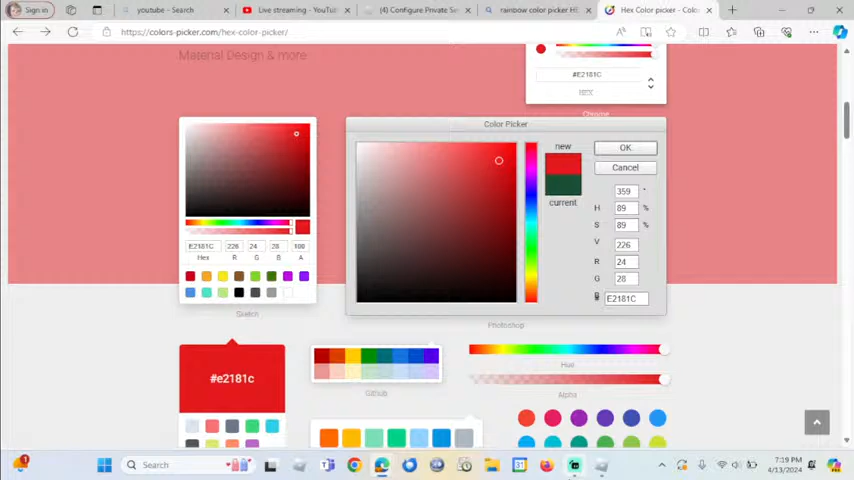 Sign in
youtube - Search
Live streaming - YouTu
(4) Configure Private Se
rainbow color picker HE
Hex Color picker - Colo
https://colors-picker.com/hex-color-picker/
Material Design & more
#E2181C
Chrome
Color Picker
new
current
OK
Cancel
359 °
H 89 %
S 89 %
V 226
R 24
G 28
B
# E2181C
E2181C 226 24 28 100
Hex R G B A
Sketch
Photoshop
#e2181c
Github
Hue
Alpha
Search
7:19 PM
4/13/2024